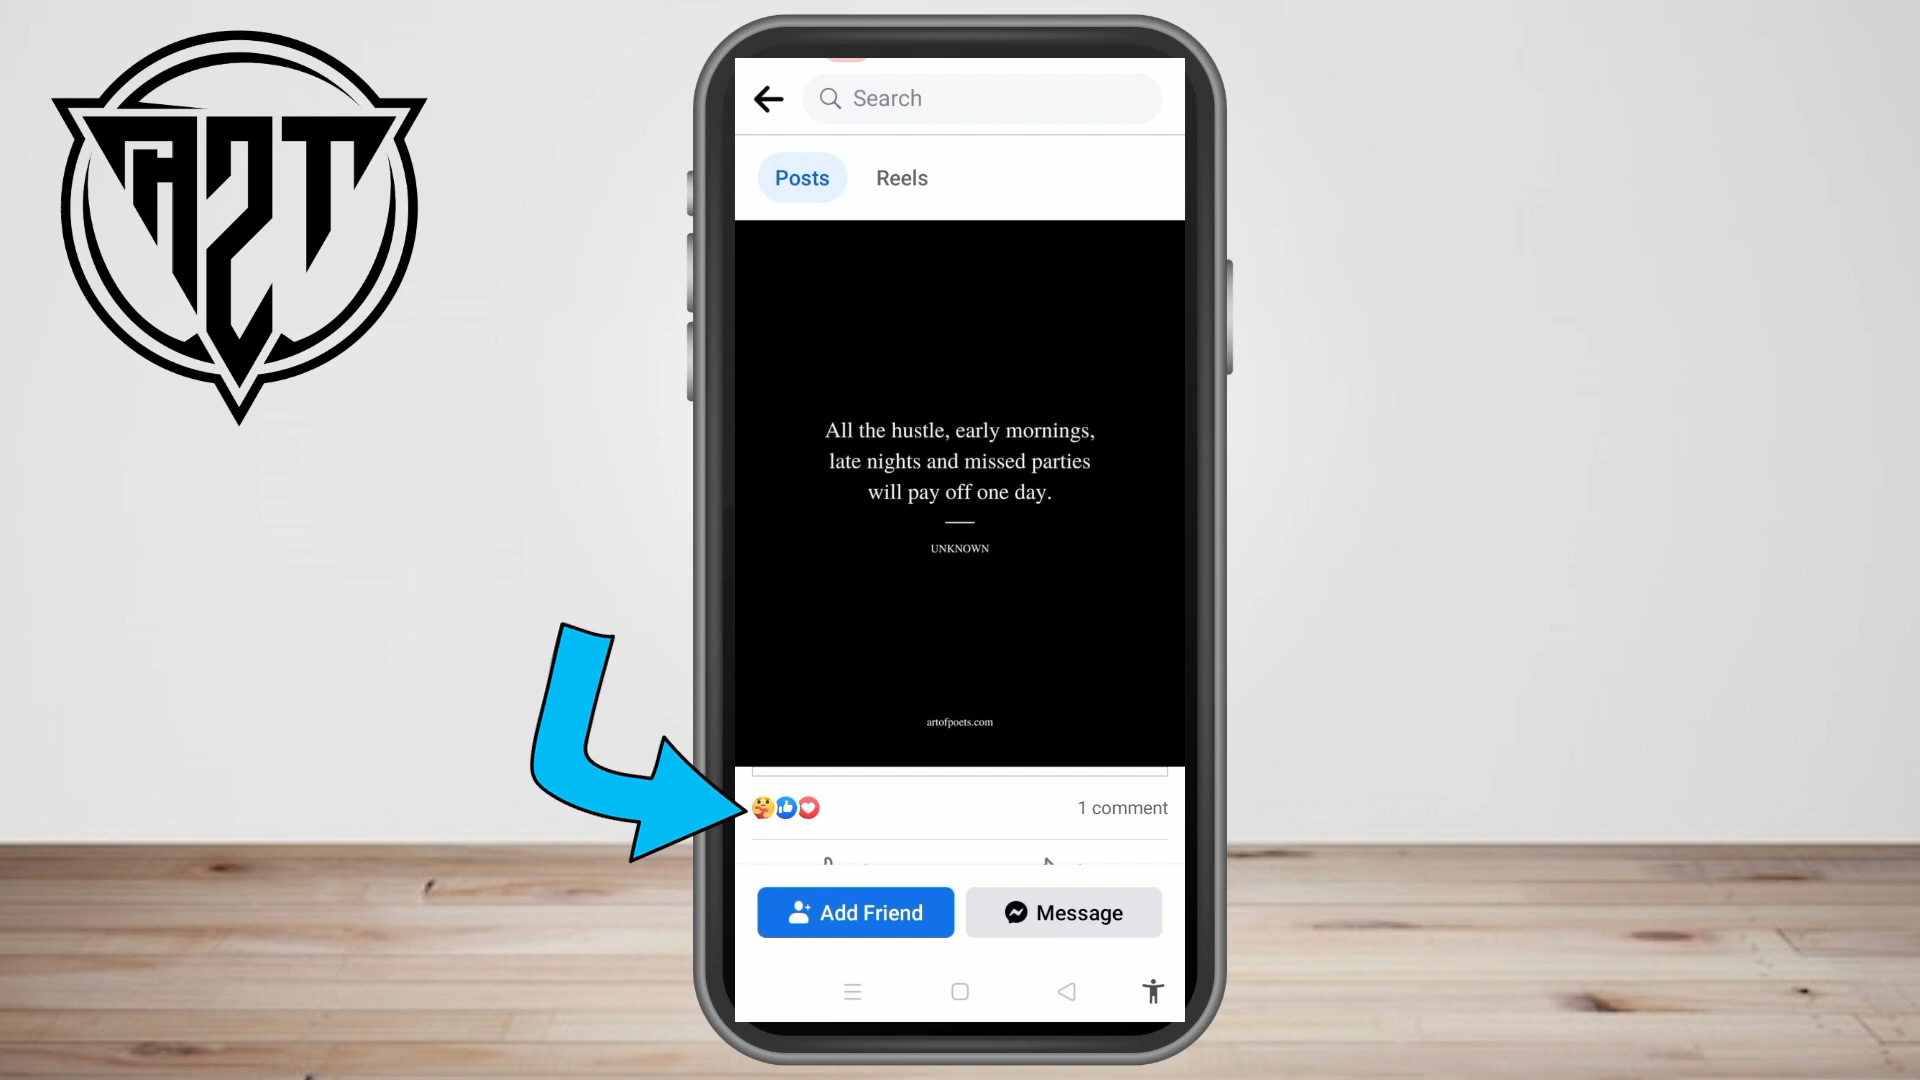 A2T
Search
Posts
Reels
All the hustle, early mornings,
late nights and missed parties
will pay off one day.
UNKNOWN
artofpoets.com
1 comment
Add Friend
Message